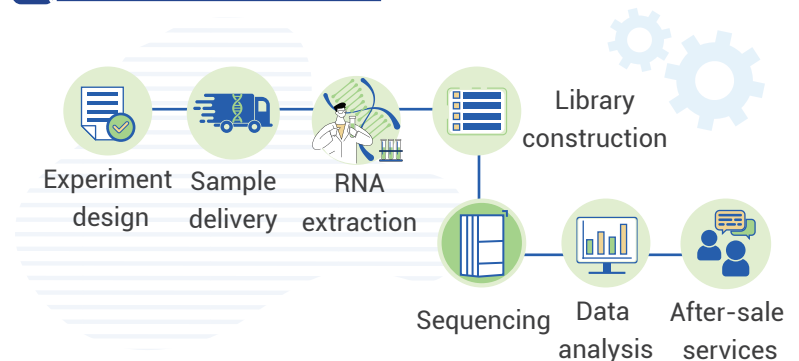 Experiment
design
Sample
delivery
RNA
extraction
Library
construction
Sequencing
Data
analysis
After-sale
services